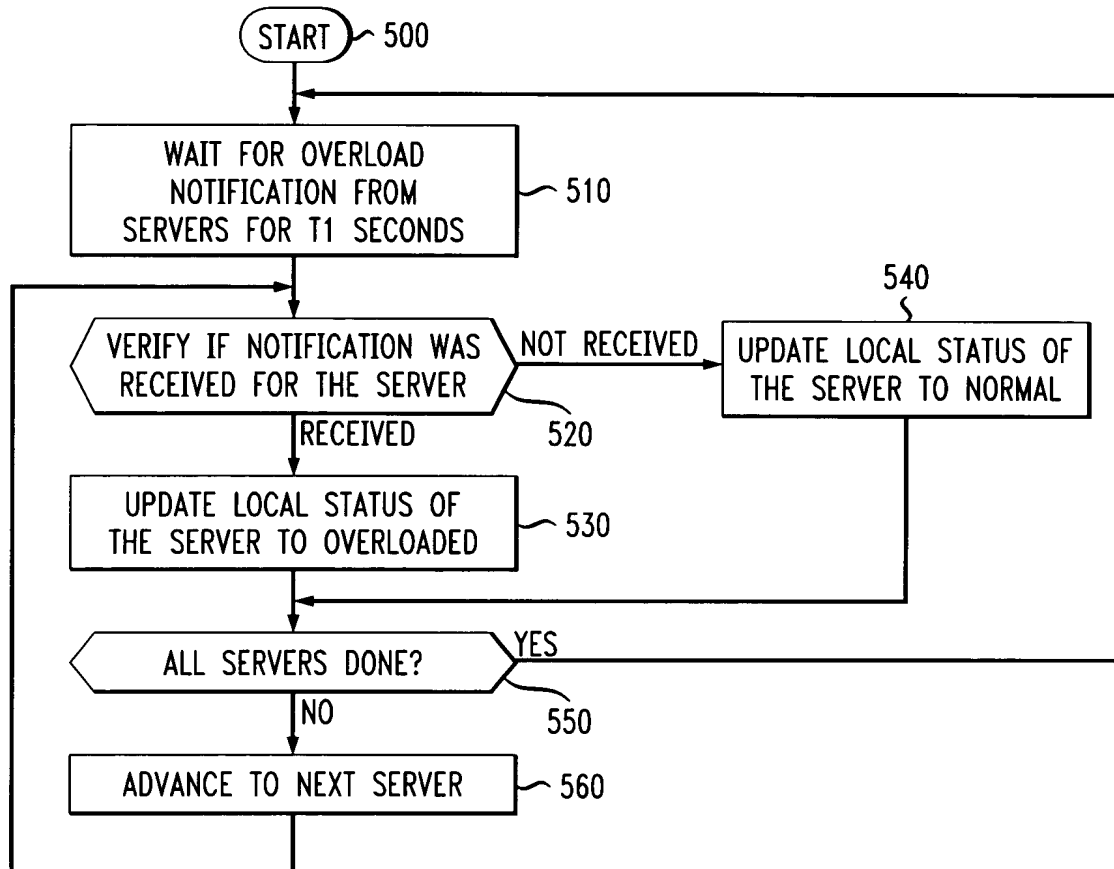 START
500
WAIT FOR OVERLOAD
NOTIFICATION FROM
SERVERS FOR T1 SECONDS
510
VERIFY IF NOTIFICATION WAS
RECEIVED FOR THE SERVER
520
NOT RECEIVED
540
UPDATE LOCAL STATUS OF
THE SERVER TO NORMAL
RECEIVED
UPDATE LOCAL STATUS OF
THE SERVER TO OVERLOADED
530
ALL SERVERS DONE?
YES
550
NO
ADVANCE TO NEXT SERVER
560